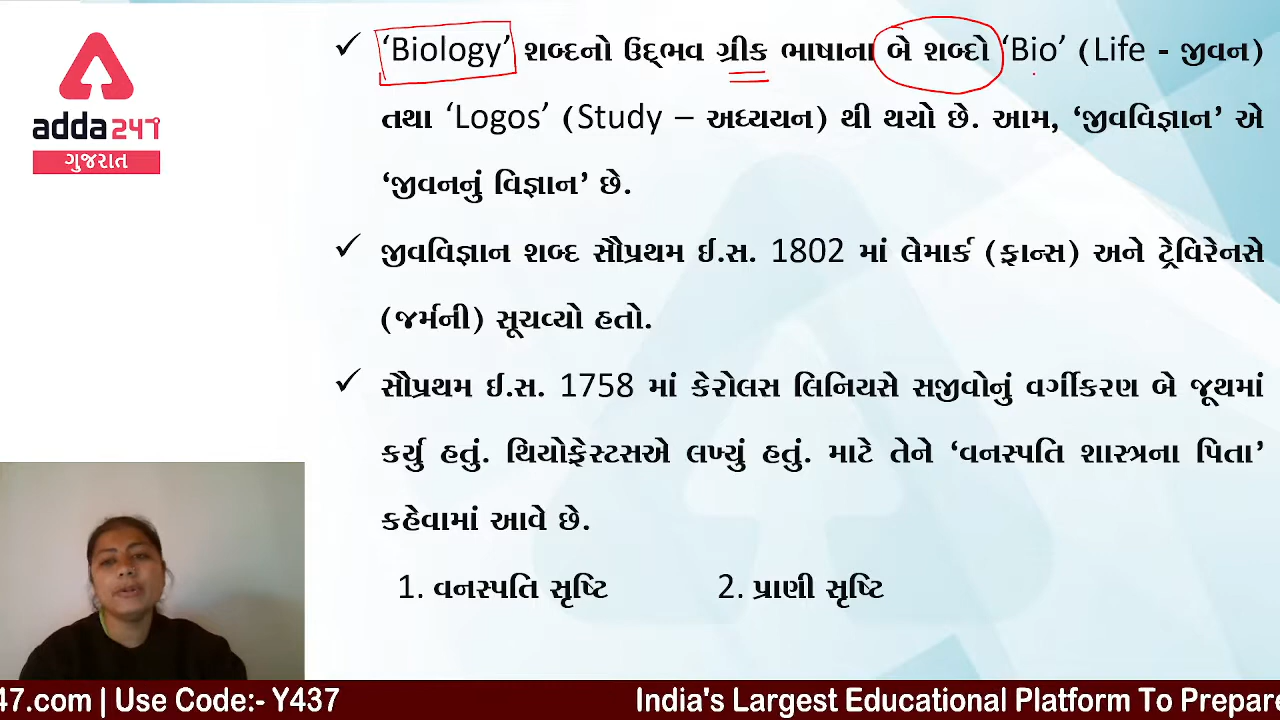 ‘Biology’ શબ્દનો ઉદ્ભવ ગ્રીક ભાષાના બે શબ્દો ‘Bio’ (Life - જીવન)
તથા ‘Logos’ (Study – અધ્યયન) થી થયો છે. આમ, ‘જીવવિજ્ઞાન’ એ
‘જીવનનું વિજ્ઞાન’ છે.
જીવવિજ્ઞાન શબ્દ સૌપ્રથમ ઈ.સ. 1802 માં લેમાર્ક (ફ્રાન્સ) અને ટ્રેવિરેનસે
(જર્મની) સૂચવ્યો હતો.
સૌપ્રથમ ઈ.સ. 1758 માં કેરોલસ લિનિયસે સજીવોનું વર્ગીકરણ બે જૂથમાં
કર્યુ હતું. થિયોફ્રેસ્ટસએ લખ્યું હતું. માટે તેને ‘વનસ્પતિ શાસ્ત્રના પિતા’
કહેવામાં આવે છે.
1. વનસ્પતિ સૃષ્ટિ 2. પ્રાણી સૃષ્ટિ
adda247
ગુજરાત
47.com | Use Code:- Y437 India's Largest Educational Platform To Prepare